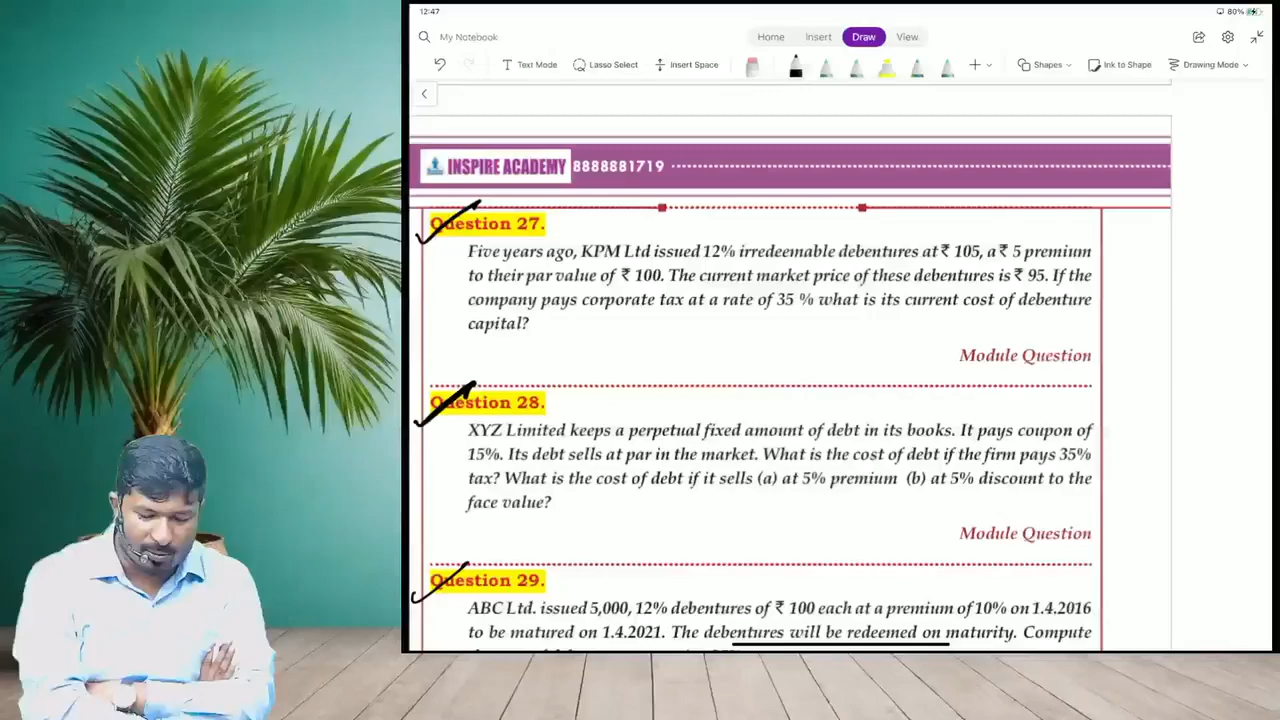 12:47
80%
My Notebook
Home Insert Draw View
Text Mode Lasso Select Insert Space Shapes Ink to Shape Drawing Mode
INSPIRE ACADEMY 8888881719
Question 27.
Five years ago, KPM Ltd issued 12% irredeemable debentures at ₹ 105, a ₹ 5 premium
to their par value of ₹ 100. The current market price of these debentures is ₹ 95. If the
company pays corporate tax at a rate of 35 % what is its current cost of debenture
capital?
Module Question
Question 28.
XYZ Limited keeps a perpetual fixed amount of debt in its books. It pays coupon of
15%. Its debt sells at par in the market. What is the cost of debt if the firm pays 35%
tax? What is the cost of debt if it sells (a) at 5% premium (b) at 5% discount to the
face value?
Module Question
Question 29.
ABC Ltd. issued 5,000, 12% debentures of ₹ 100 each at a premium of 10% on 1.4.2016
to be matured on 1.4.2021. The debentures will be redeemed on maturity. Compute